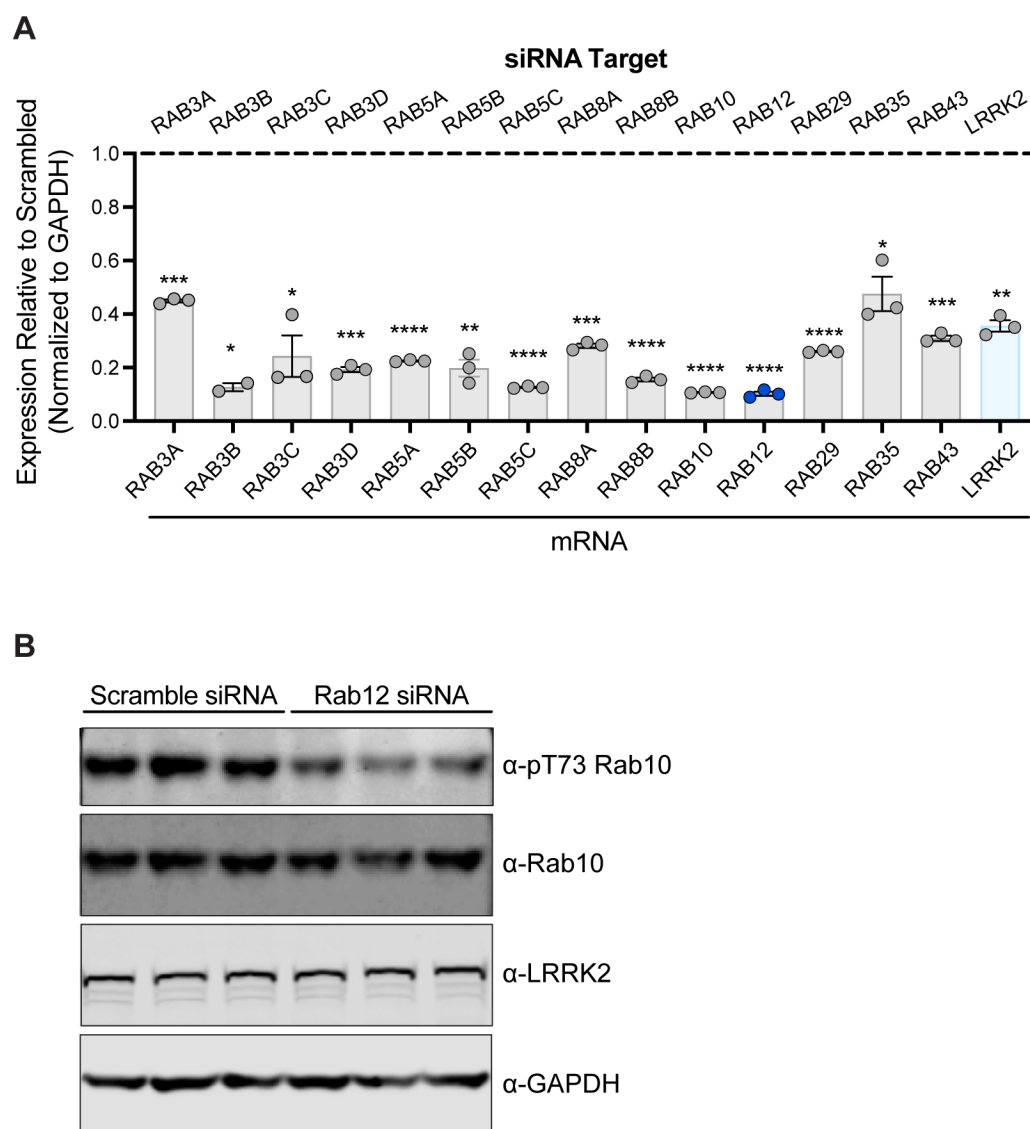 A
siRNA Target
RAB3A RAB3B RAB3C RAB3D RAB5A RAB5B RAB5C RAB8A RAB8B RAB10 RAB12 RAB29 RAB35 RAB43 LRRK2
Expression Relative to Scrambled
(Normalized to GAPDH)
1.0
0.8
0.6
0.4
0.2
0.0
*** * * *** **** ** **** *** **** **** **** **** * *** **
RAB3A RAB3B RAB3C RAB3D RAB5A RAB5B RAB5C RAB8A RAB8B RAB10 RAB12 RAB29 RAB35 RAB43 LRRK2
mRNA
B
Scramble siRNA Rab12 siRNA
α-pT73 Rab10
α-Rab10
α-LRRK2
α-GAPDH